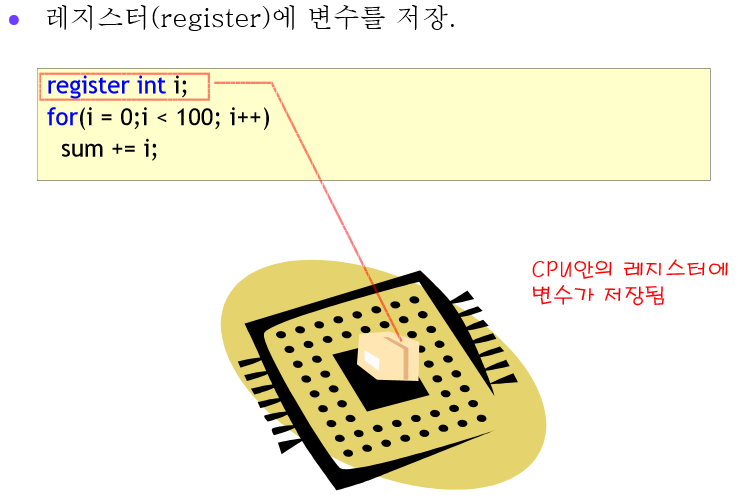 레지스터(register)에 변수를 저장.
register int i;
for(i = 0;i < 100; i++)
sum += i;
CPU안의 레지스터에
변수가 저장됨